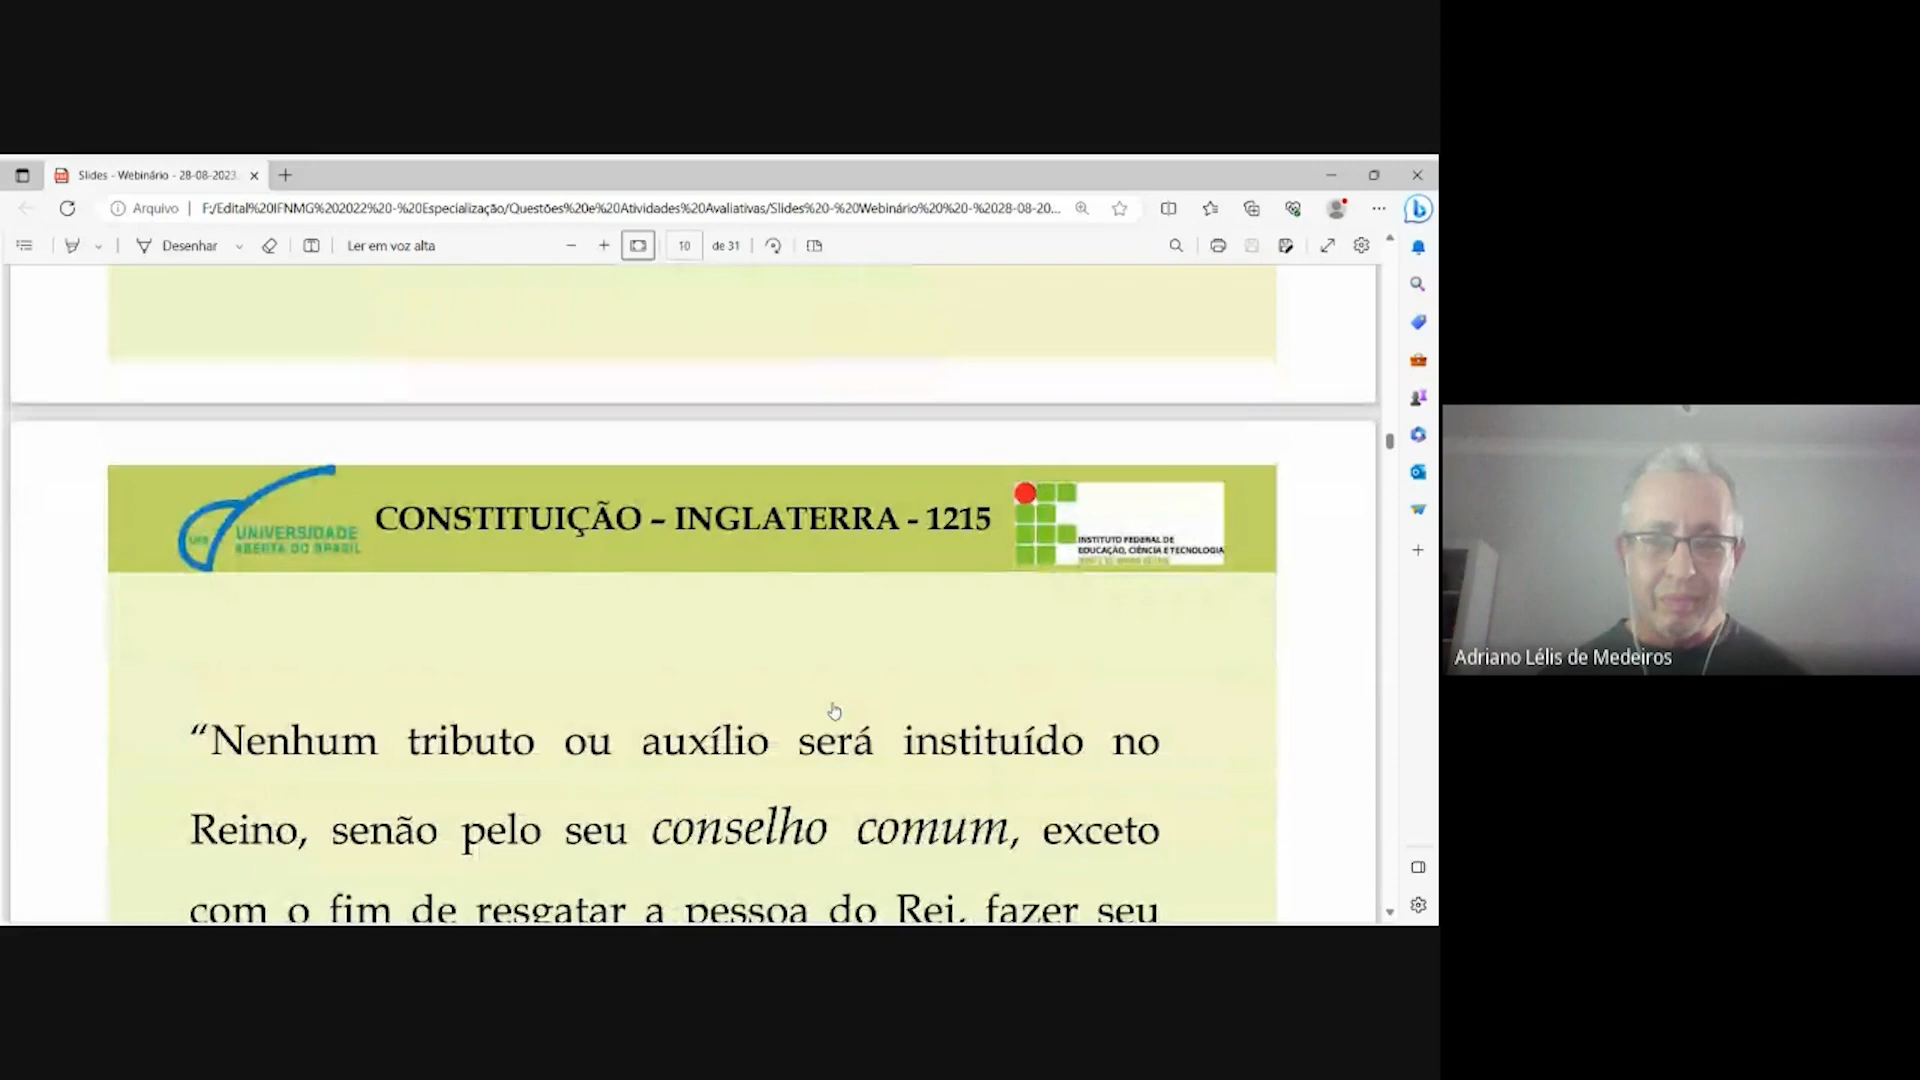 Slides - Webinário - 28-08-2023.
Arquivo
F:/Edital%20IFNMG%202022%20-%20Especialização/Questões%20e%20Atividades%20Avaliativas/Slides%20-%20Webinário%20%20-%2028-08-20...
Desenhar
Ler em voz alta
10 de 31
UAB
UNIVERSIDADE
ABERTA DO BRASIL
CONSTITUIÇÃO – INGLATERRA - 1215
INSTITUTO FEDERAL DE
EDUCAÇÃO, CIÊNCIA E TECNOLOGIA
“Nenhum tributo ou auxílio será instituído no
Reino, senão pelo seu conselho comum, exceto
com o fim de resgatar a pessoa do Rei, fazer seu
Adriano Lélis de Medeiros